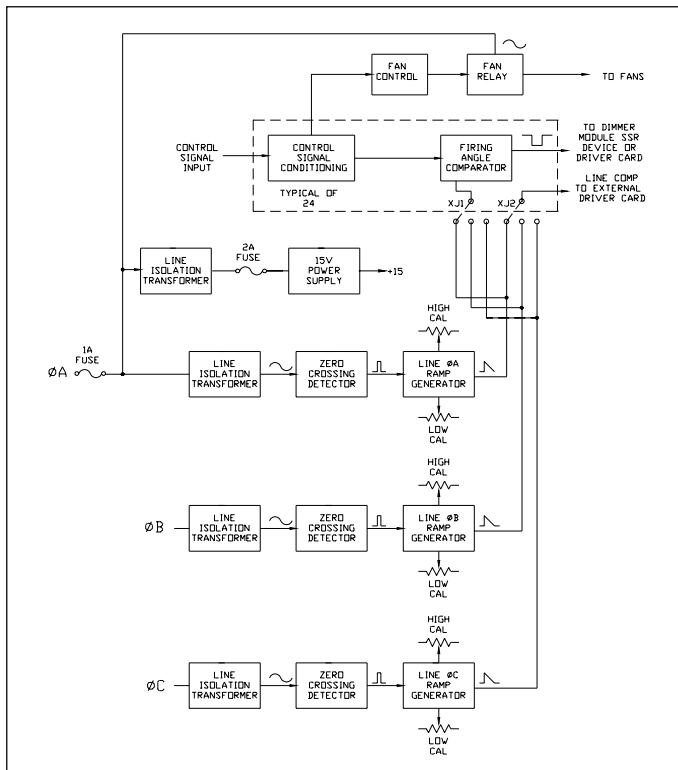 FAN
CONTROL
FAN
RELAY
TO FANS
CONTROL
SIGNAL
INPUT
CONTROL
SIGNAL
CONDITIONING
FIRING
ANGLE
COMPARATOR
TO DIMMER
MODULE SSR
DEVICE OR
DRIVER CARD
LINE COMP
TO EXTERNAL
DRIVER CARD
TYPICAL OF
24
XJ1
XJ2
LINE
ISOLATION
TRANSFORMER
2A
FUSE
15V
POWER
SUPPLY
+15
1A
FUSE
ØA
LINE
ISOLATION
TRANSFORMER
ZERO
CROSSING
DETECTOR
HIGH
CAL
LINE ØA
RAMP
GENERATOR
LOW
CAL
ØB
LINE
ISOLATION
TRANSFORMER
ZERO
CROSSING
DETECTOR
HIGH
CAL
LINE ØB
RAMP
GENERATOR
LOW
CAL
ØC
LINE
ISOLATION
TRANSFORMER
ZERO
CROSSING
DETECTOR
HIGH
CAL
LINE ØC
RAMP
GENERATOR
LOW
CAL